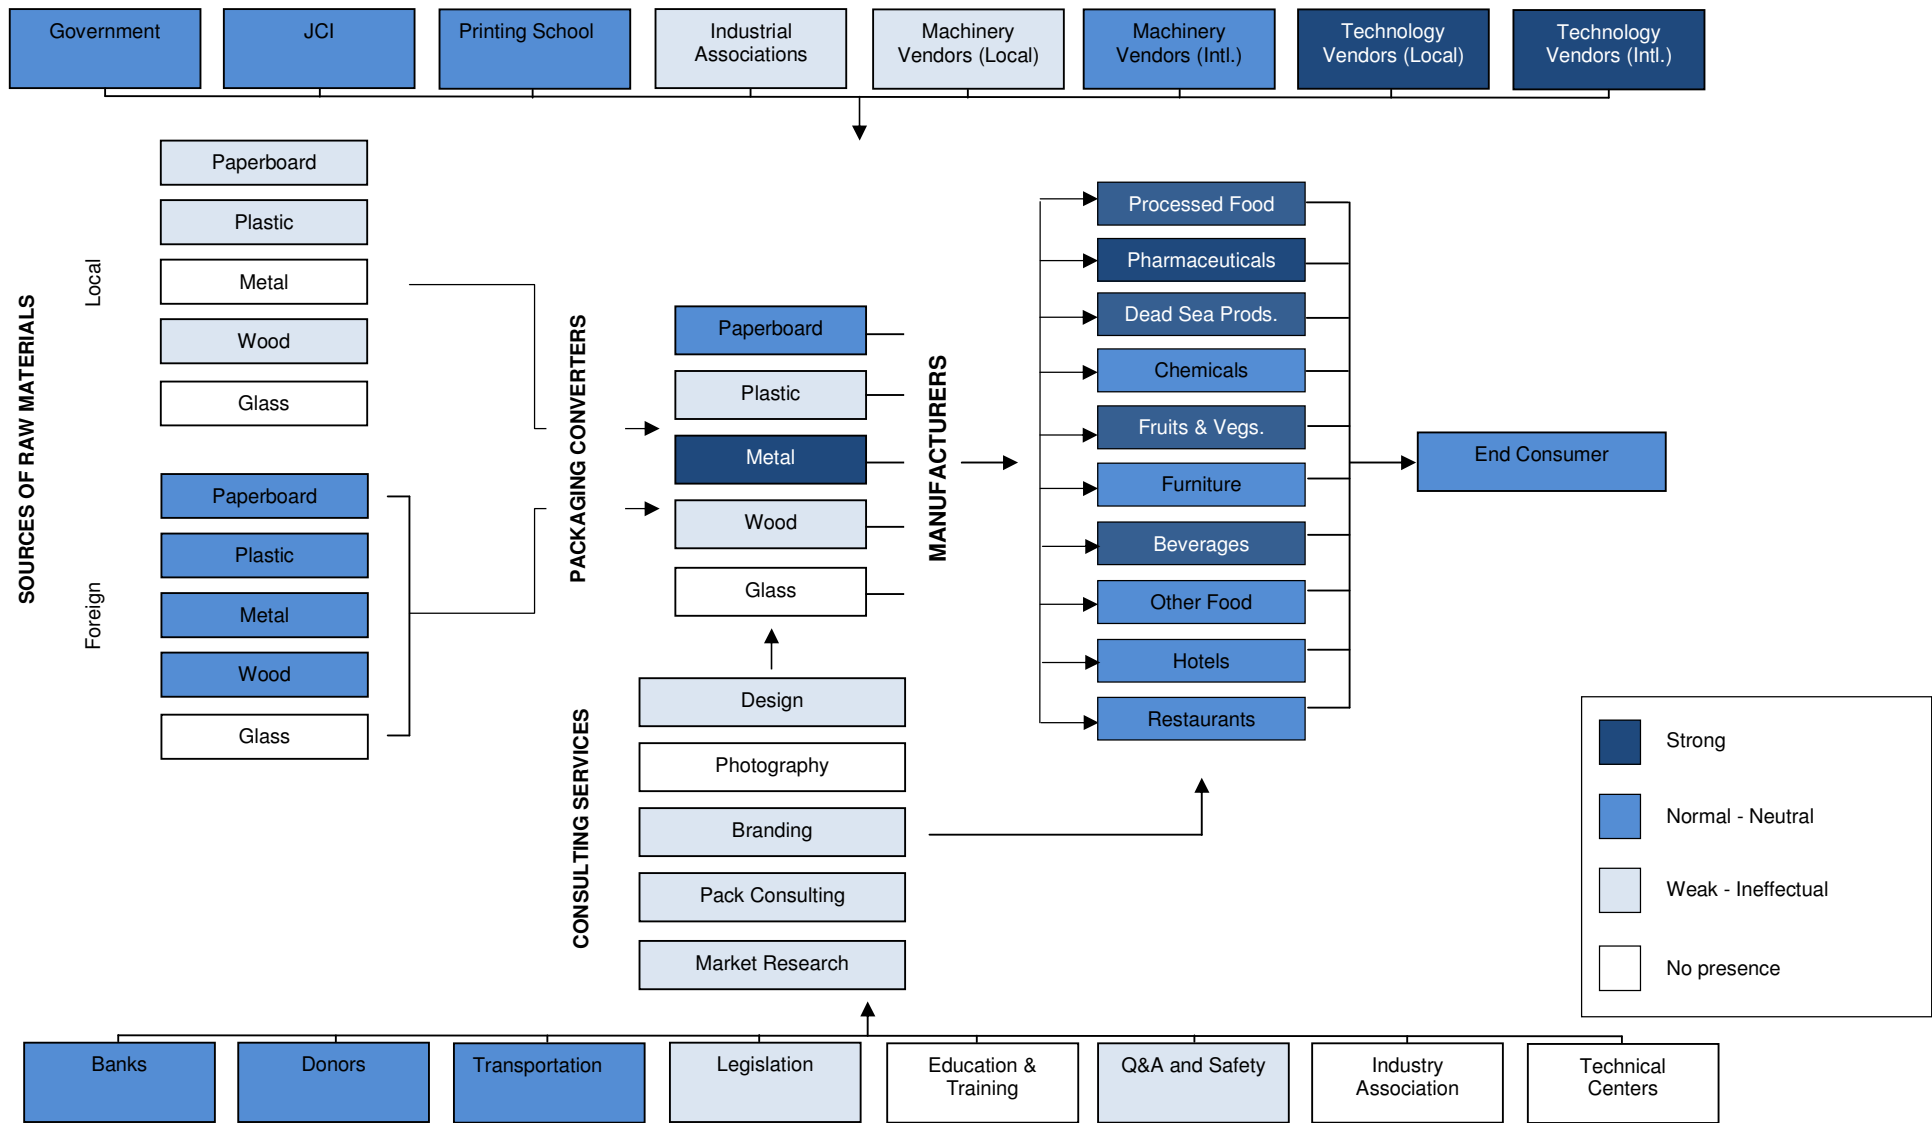 Government
JCI
Printing School
Industrial
Associations
Machinery
Vendors (Local)
Machinery
Vendors (Intl.)
Technology
Vendors (Local)
Technology
Vendors (Intl.)
SOURCES OF RAW MATERIALS
Local
Paperboard
Plastic
Metal
Wood
Glass
Foreign
Paperboard
Plastic
Metal
Wood
Glass
PACKAGING CONVERTERS
Paperboard
Plastic
Metal
Wood
Glass
CONSULTING SERVICES
Design
Photography
Branding
Pack Consulting
Market Research
MANUFACTURERS
Processed Food
Pharmaceuticals
Dead Sea Prods.
Chemicals
Fruits & Vegs.
Furniture
Beverages
Other Food
Hotels
Restaurants
End Consumer
Strong
Normal - Neutral
Weak - Ineffectual
No presence
Banks
Donors
Transportation
Legislation
Education &
Training
Q&A and Safety
Industry
Association
Technical
Centers